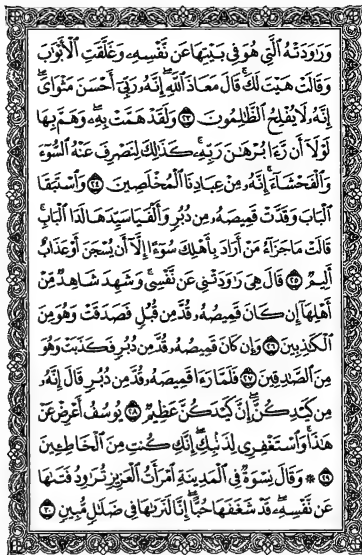 وَرَٰوَدَتْهُ ٱلَّتِى هُوَ فِى بَيْتِهَا عَن نَّفْسِهِۦ وَغَلَّقَتِ ٱلْأَبْوَٰبَ
وَقَالَتْ هَيْتَ لَكَ ۚ قَالَ مَعَاذَ ٱللَّهِ ۖ إِنَّهُۥ رَبِّىٓ أَحْسَنَ مَثْوَاىَ ۖ
إِنَّهُۥ لَا يُفْلِحُ ٱلظَّٰلِمُونَ ٢٣ وَلَقَدْ هَمَّتْ بِهِۦ ۖ وَهَمَّ بِهَا
لَوْلَآ أَن رَّءَا بُرْهَٰنَ رَبِّهِۦ ۚ كَذَٰلِكَ لِنَصْرِفَ عَنْهُ ٱلسُّوٓءَ
وَٱلْفَحْشَآءَ ۚ إِنَّهُۥ مِنْ عِبَادِنَا ٱلْمُخْلَصِينَ ٢٤ وَٱسْتَبَقَا
ٱلْبَابَ وَقَدَّتْ قَمِيصَهُۥ مِن دُبُرٍ وَأَلْفَيَا سَيِّدَهَا لَدَا ٱلْبَابِ ۚ
قَالَتْ مَا جَزَآءُ مَنْ أَرَادَ بِأَهْلِكَ سُوٓءًا إِلَّآ أَن يُسْجَنَ أَوْ عَذَابٌ
أَلِيمٌ ٢٥ قَالَ هِىَ رَٰوَدَتْنِى عَن نَّفْسِى ۚ وَشَهِدَ شَاهِدٌ مِّنْ
أَهْلِهَآ إِن كَانَ قَمِيصُهُۥ قُدَّ مِن قُبُلٍ فَصَدَقَتْ وَهُوَ مِنَ
ٱلْكَٰذِبِينَ ٢٦ وَإِن كَانَ قَمِيصُهُۥ قُدَّ مِن دُبُرٍ فَكَذَبَتْ وَهُوَ
مِنَ ٱلصَّٰدِقِينَ ٢٧ فَلَمَّا رَءَا قَمِيصَهُۥ قُدَّ مِن دُبُرٍ قَالَ إِنَّهُۥ
مِن كَيْدِكُنَّ ۖ إِنَّ كَيْدَكُنَّ عَظِيمٌ ٢٨ يُوسُفُ أَعْرِضْ عَنْ
هَٰذَا ۚ وَٱسْتَغْفِرِى لِذَنۢبِكِ ۖ إِنَّكِ كُنتِ مِنَ ٱلْخَاطِـِٔينَ
٢٩ ۞ وَقَالَ نِسْوَةٌ فِى ٱلْمَدِينَةِ ٱمْرَأَتُ ٱلْعَزِيزِ تُرَٰوِدُ فَتَىٰهَا
عَن نَّفْسِهِۦ ۖ قَدْ شَغَفَهَا حُبًّا ۖ إِنَّا لَنَرَىٰهَا فِى ضَلَٰلٍ مُّبِينٍ ٣٠